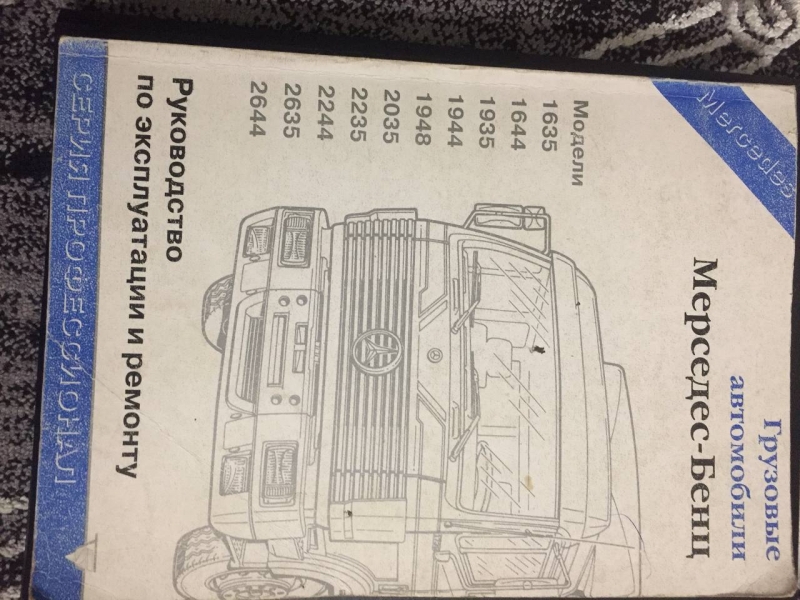 Mercedes
Грузовые
автомобили
Мерседес-Бенц
Модели
1635
1644
1935
1944
1948
2035
2235
2244
2635
2644
Руководство
по эксплуатации и ремонту
СЕРИЯ ПРОФЕССИОНАЛ